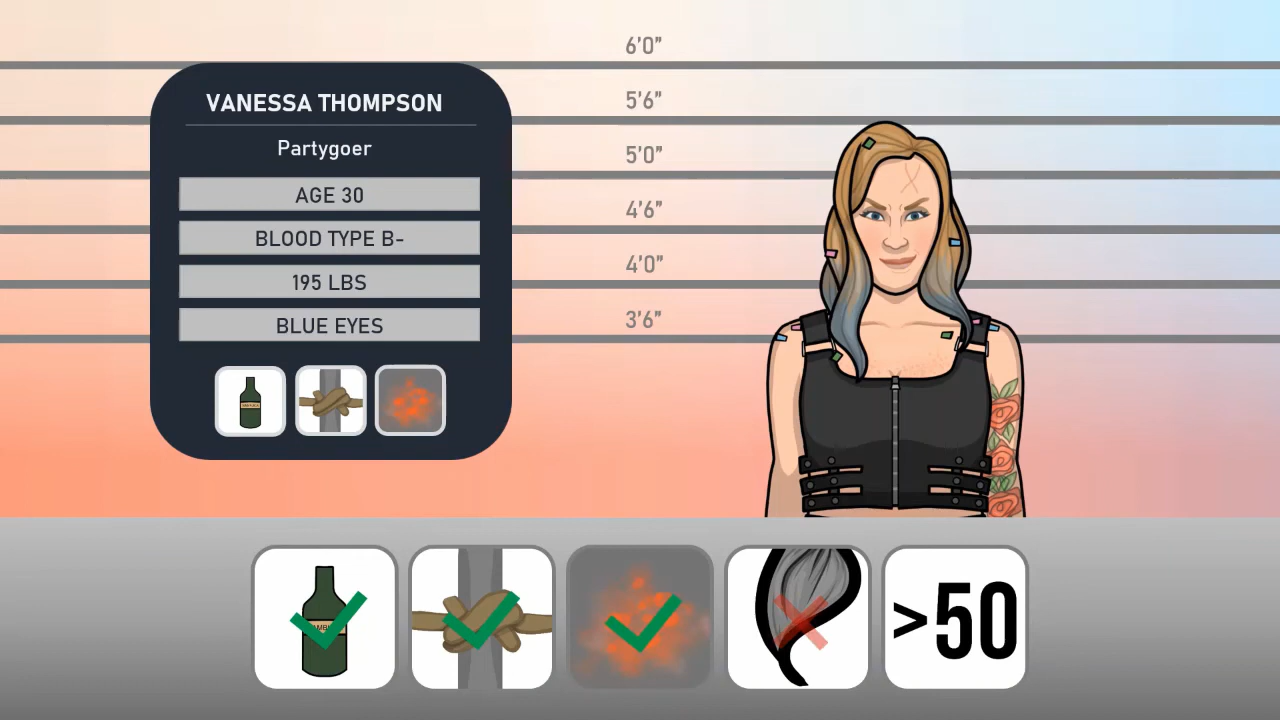 6'0"
VANESSA THOMPSON
5'6"
Partygoer
5'0"
AGE 30
4'6"
BLOOD TYPE B-
4'0"
195 LBS
3'6"
BLUE EYES
>50